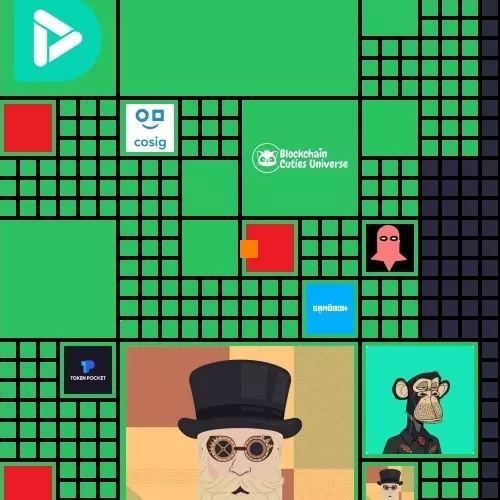 cosig
Blockchain
Cuties Universe
SANDBOX
TOKEN POCKET